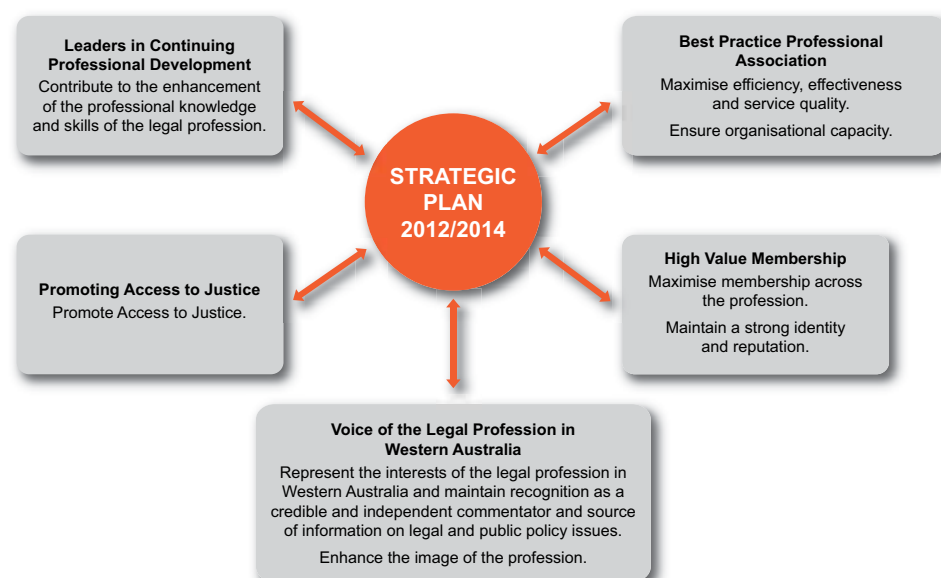 Leaders in Continuing
Professional Development
Contribute to the enhancement
of the professional knowledge
and skills of the legal profession.
Best Practice Professional
Association
Maximise efficiency, effectiveness
and service quality.
Ensure organisational capacity.
STRATEGIC
PLAN
2012/2014
Promoting Access to Justice
Promote Access to Justice.
High Value Membership
Maximise membership across
the profession.
Maintain a strong identity
and reputation.
Voice of the Legal Profession in
Western Australia
Represent the interests of the legal profession in
Western Australia and maintain recognition as a
credible and independent commentator and source
of information on legal and public policy issues.
Enhance the image of the profession.